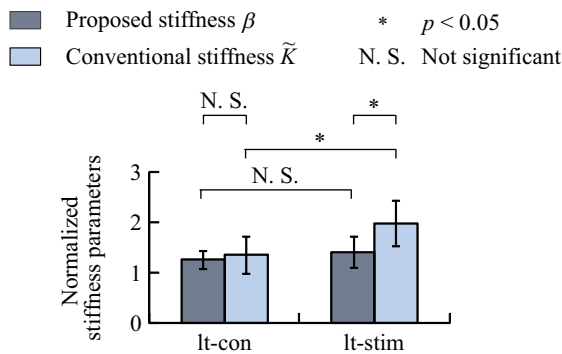 Proposed stiffness β
* p < 0.05
Conventional stiffness K̃
N. S. Not significant
N. S.
*
*
N. S.
Normalized
stiffness parameters
3
2
1
0
lt-con
lt-stim